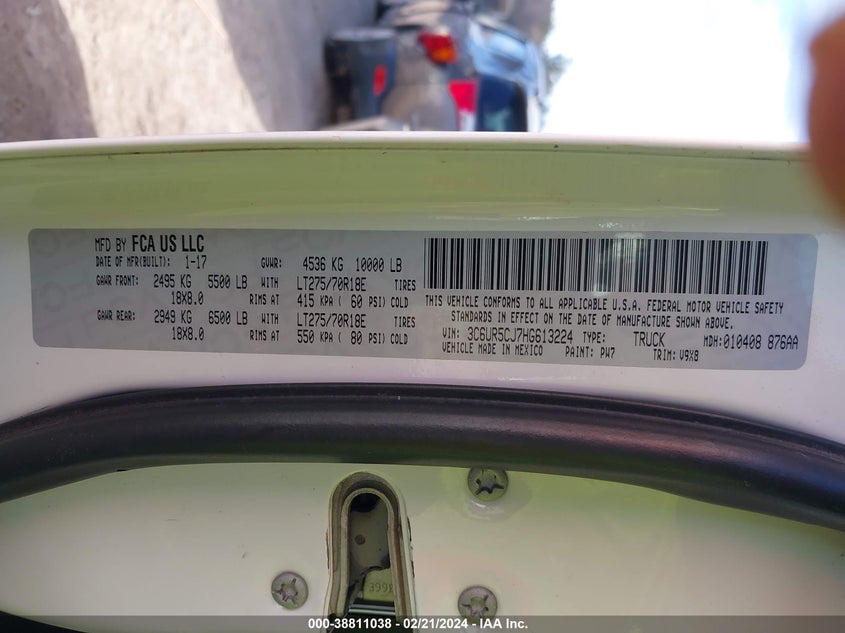 MFD BY FCA US LLC
DATE OF MFR(BUILT): 1-17 GVWR: 4536 KG 10000 LB
GAWR FRONT: 2495 KG 5500 LB WITH LT275/70R18E TIRES
18X8.0 RIMS AT 415 KPA ( 60 PSI) COLD
GAWR REAR: 2949 KG 6500 LB WITH LT275/70R18E TIRES
18X8.0 RIMS AT 550 KPA ( 80 PSI) COLD
THIS VEHICLE CONFORMS TO ALL APPLICABLE U.S.A. FEDERAL MOTOR VEHICLE SAFETY
STANDARDS IN EFFECT ON THE DATE OF MANUFACTURE SHOWN ABOVE.
VIN: 3C6UR5CJ7HG613224 TYPE: TRUCK MDH:010408 876AA
VEHICLE MADE IN MEXICO PAINT: PW7 TRIM: V9X8
000-38811038 - 02/21/2024 - IAA Inc.